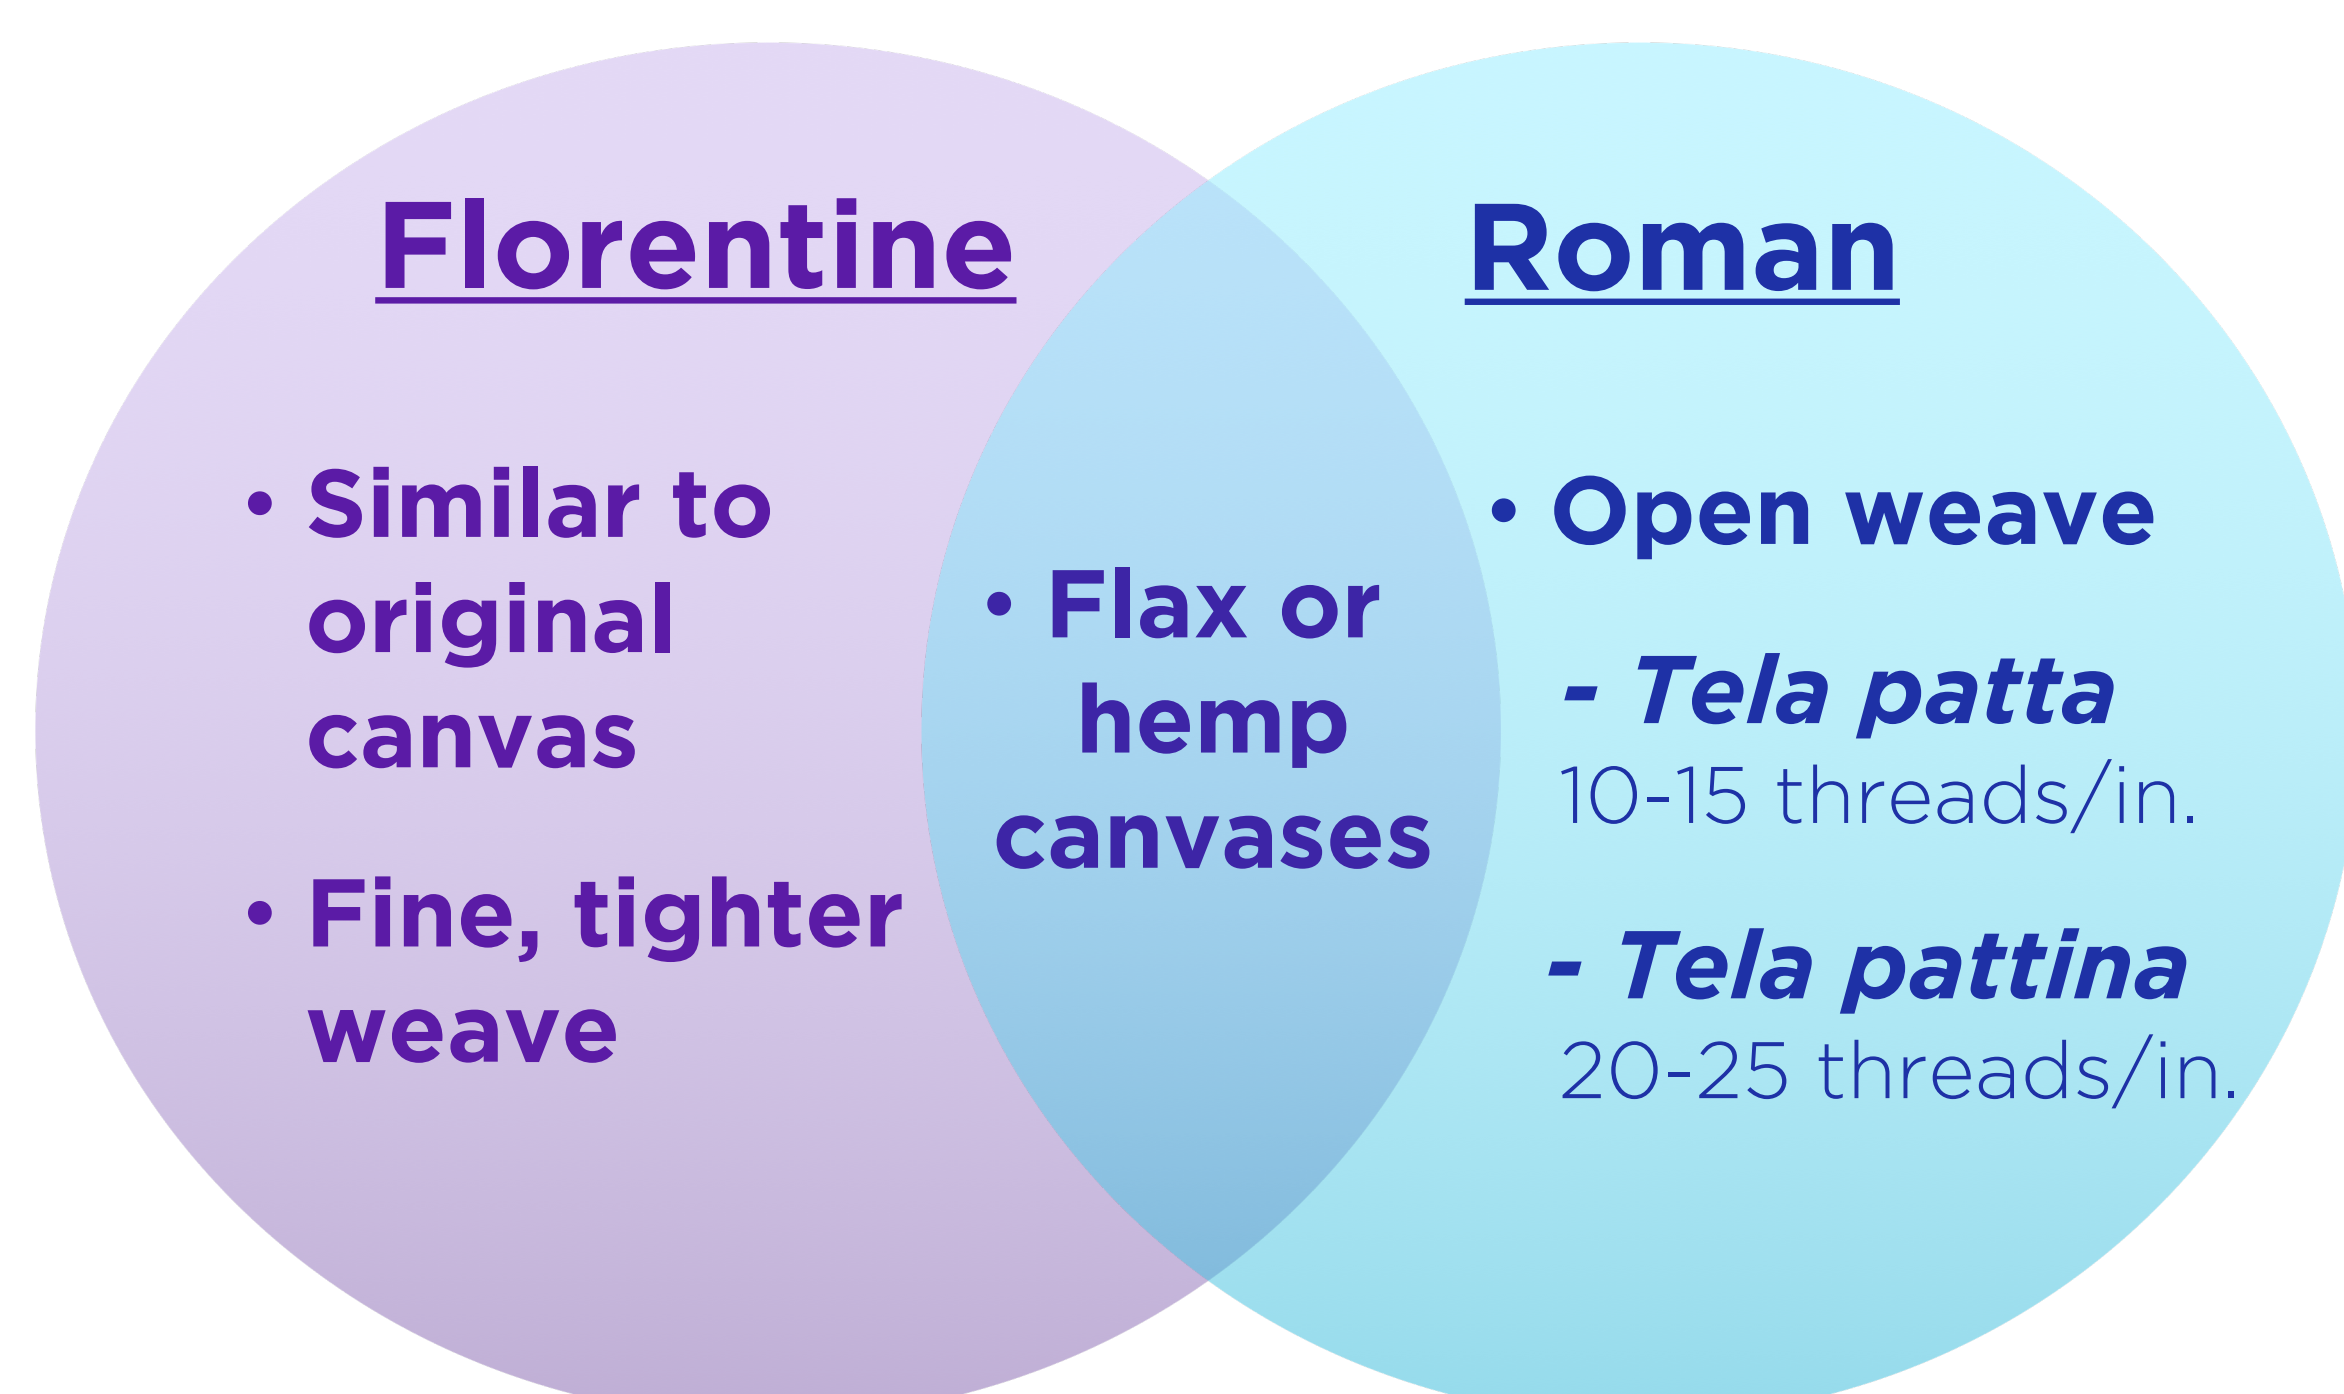 Florentine
• Similar to
original
canvas
• Fine, tighter
weave
• Flax or
hemp
canvases
Roman
• Open weave
- Tela patta
10-15 threads/in.
- Tela pattina
20-25 threads/in.